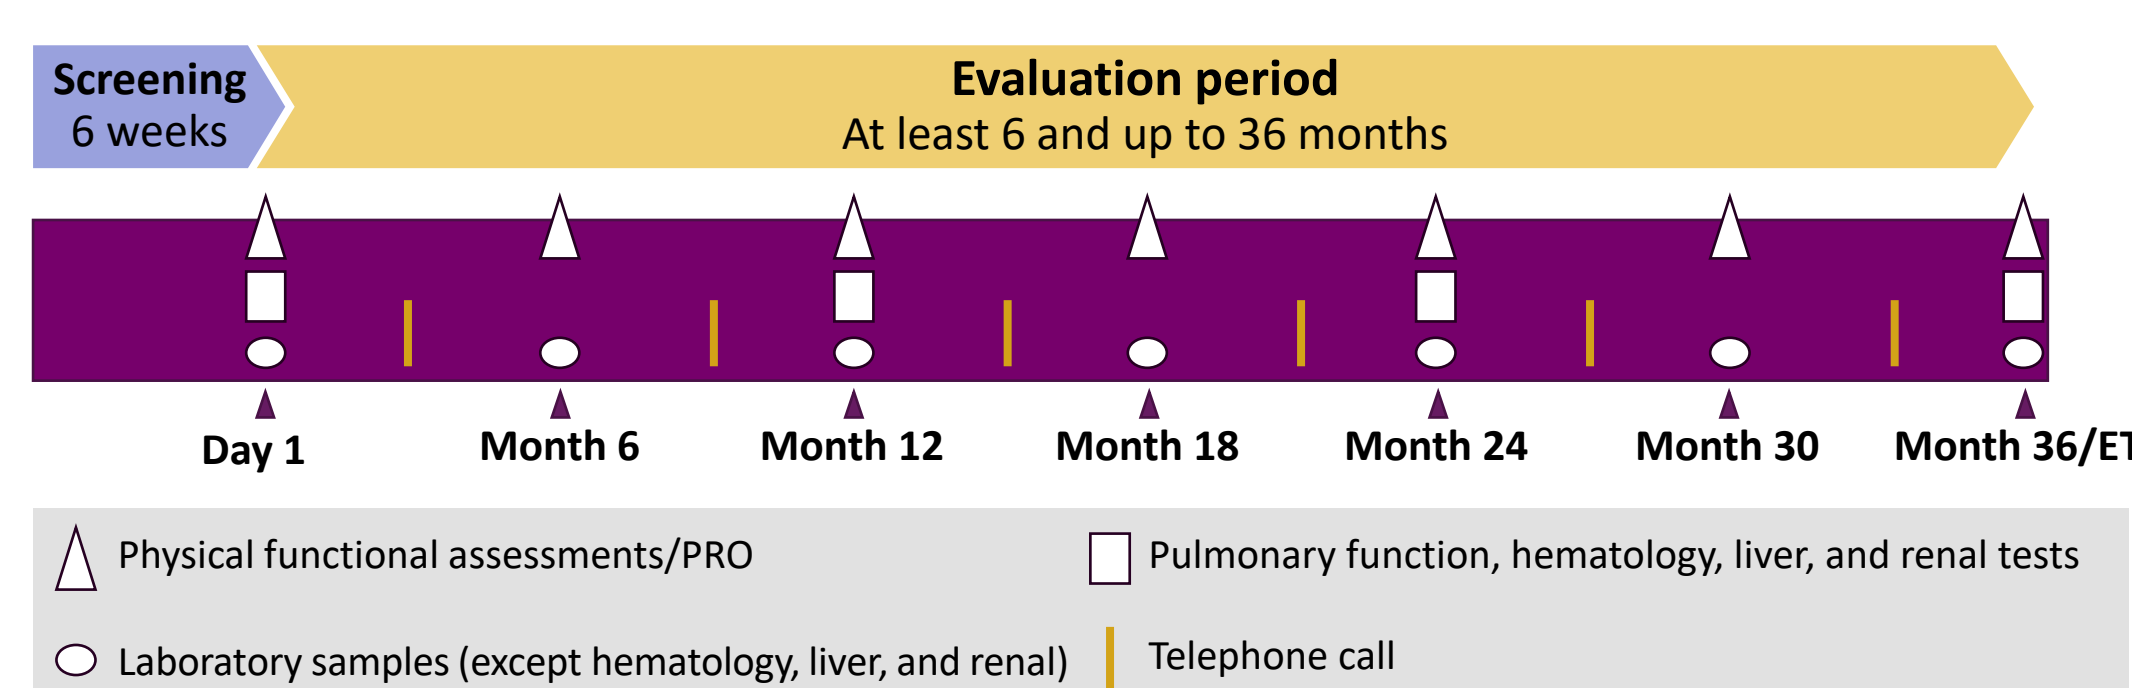 Screening
6 weeks
Evaluation period
At least 6 and up to 36 months
Day 1 Month 6 Month 12 Month 18 Month 24 Month 30 Month 36/ET
Physical functional assessments/PRO
Pulmonary function, hematology, liver, and renal tests
Laboratory samples (except hematology, liver, and renal)
Telephone call